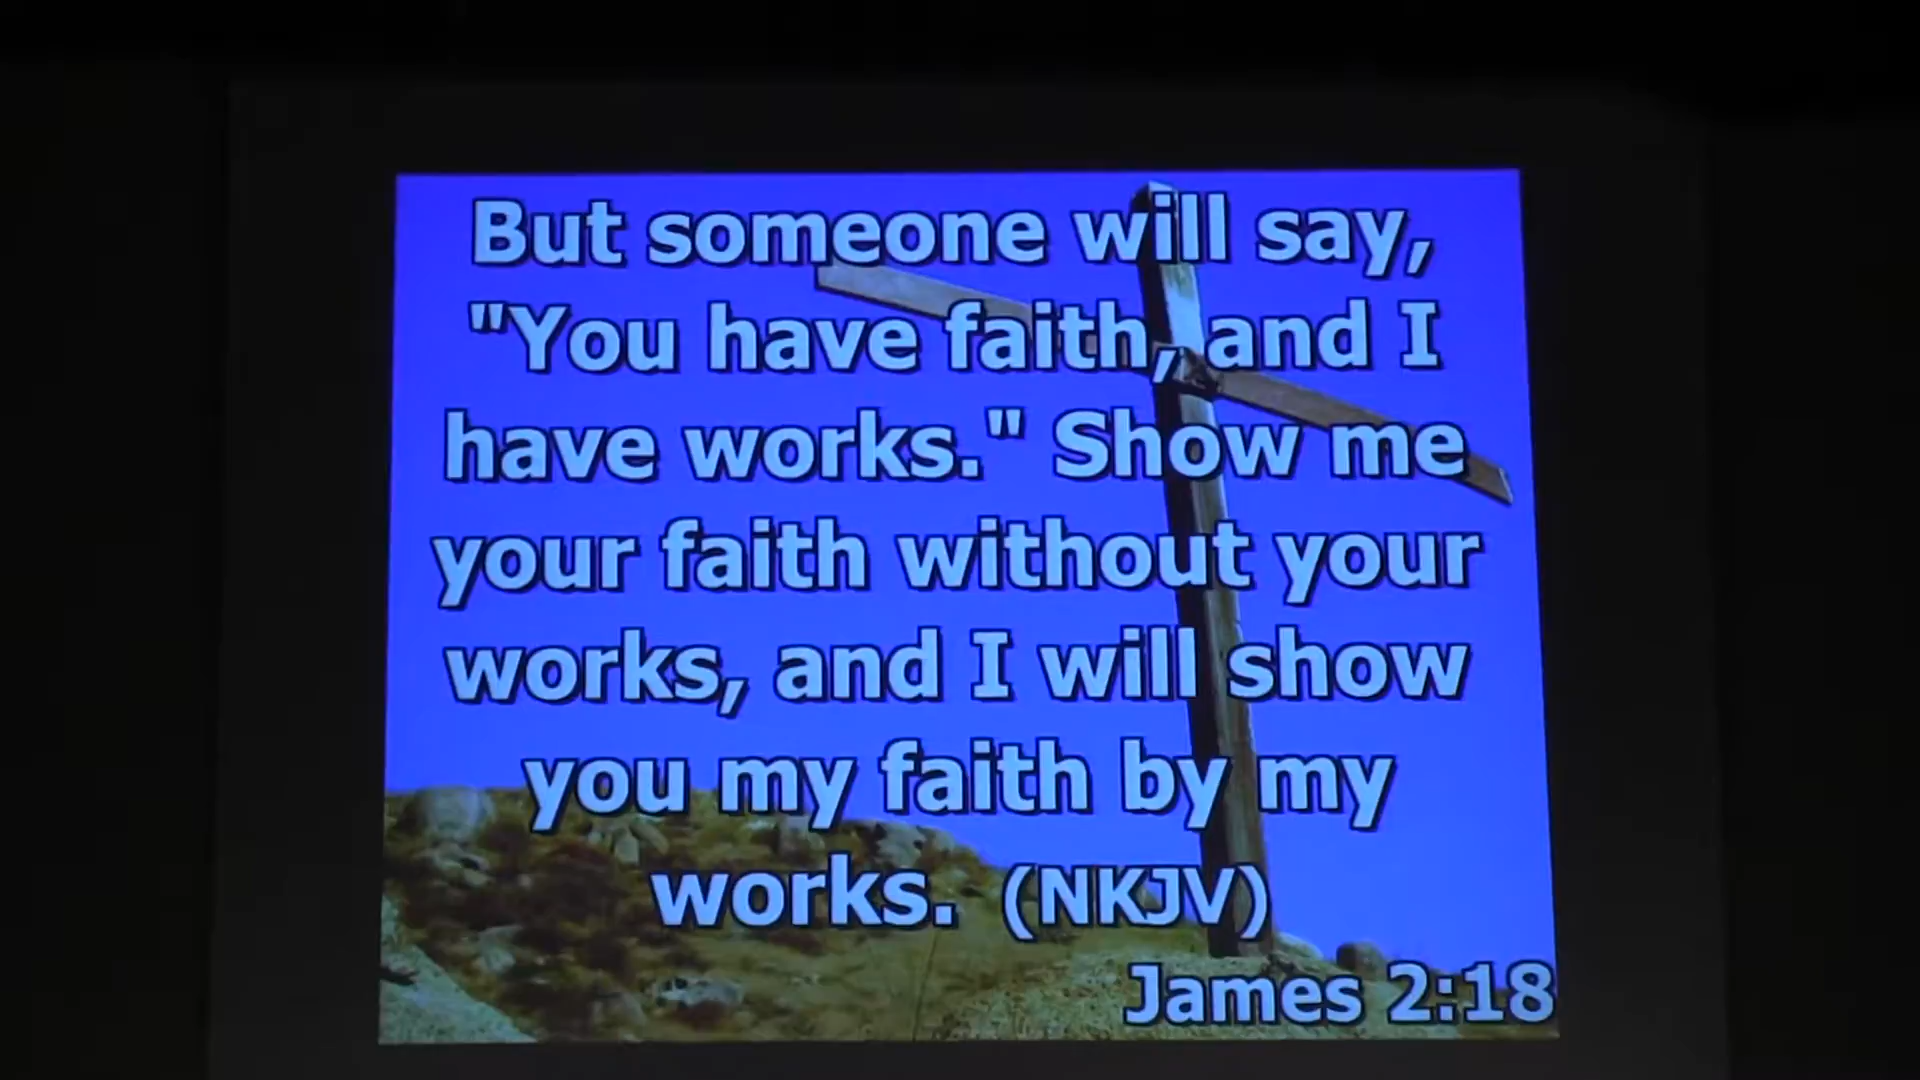 But someone will say,
"You have faith, and I
have works." Show me
your faith without your
works, and I will show
you my faith by my
works. (NKJV)
James 2:18